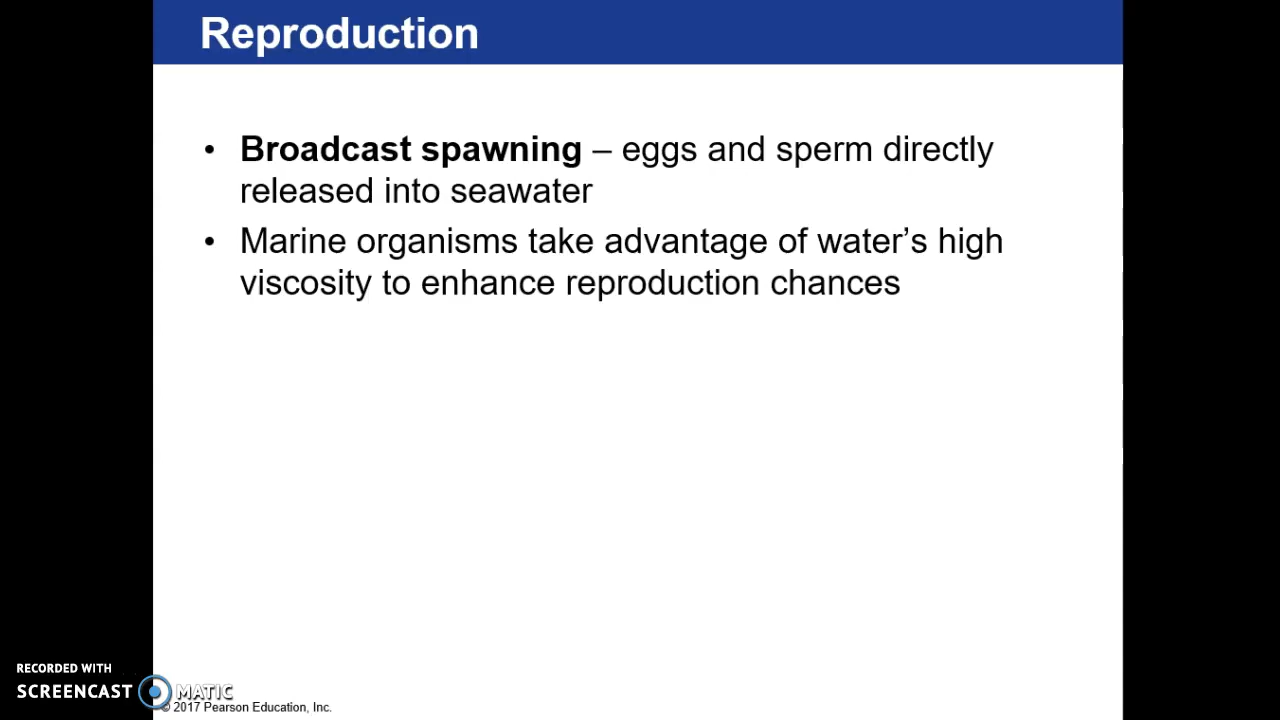 Reproduction
• Broadcast spawning – eggs and sperm directly
released into seawater
• Marine organisms take advantage of water’s high
viscosity to enhance reproduction chances
RECORDED WITH
SCREENCAST MATIC
© 2017 Pearson Education, Inc.